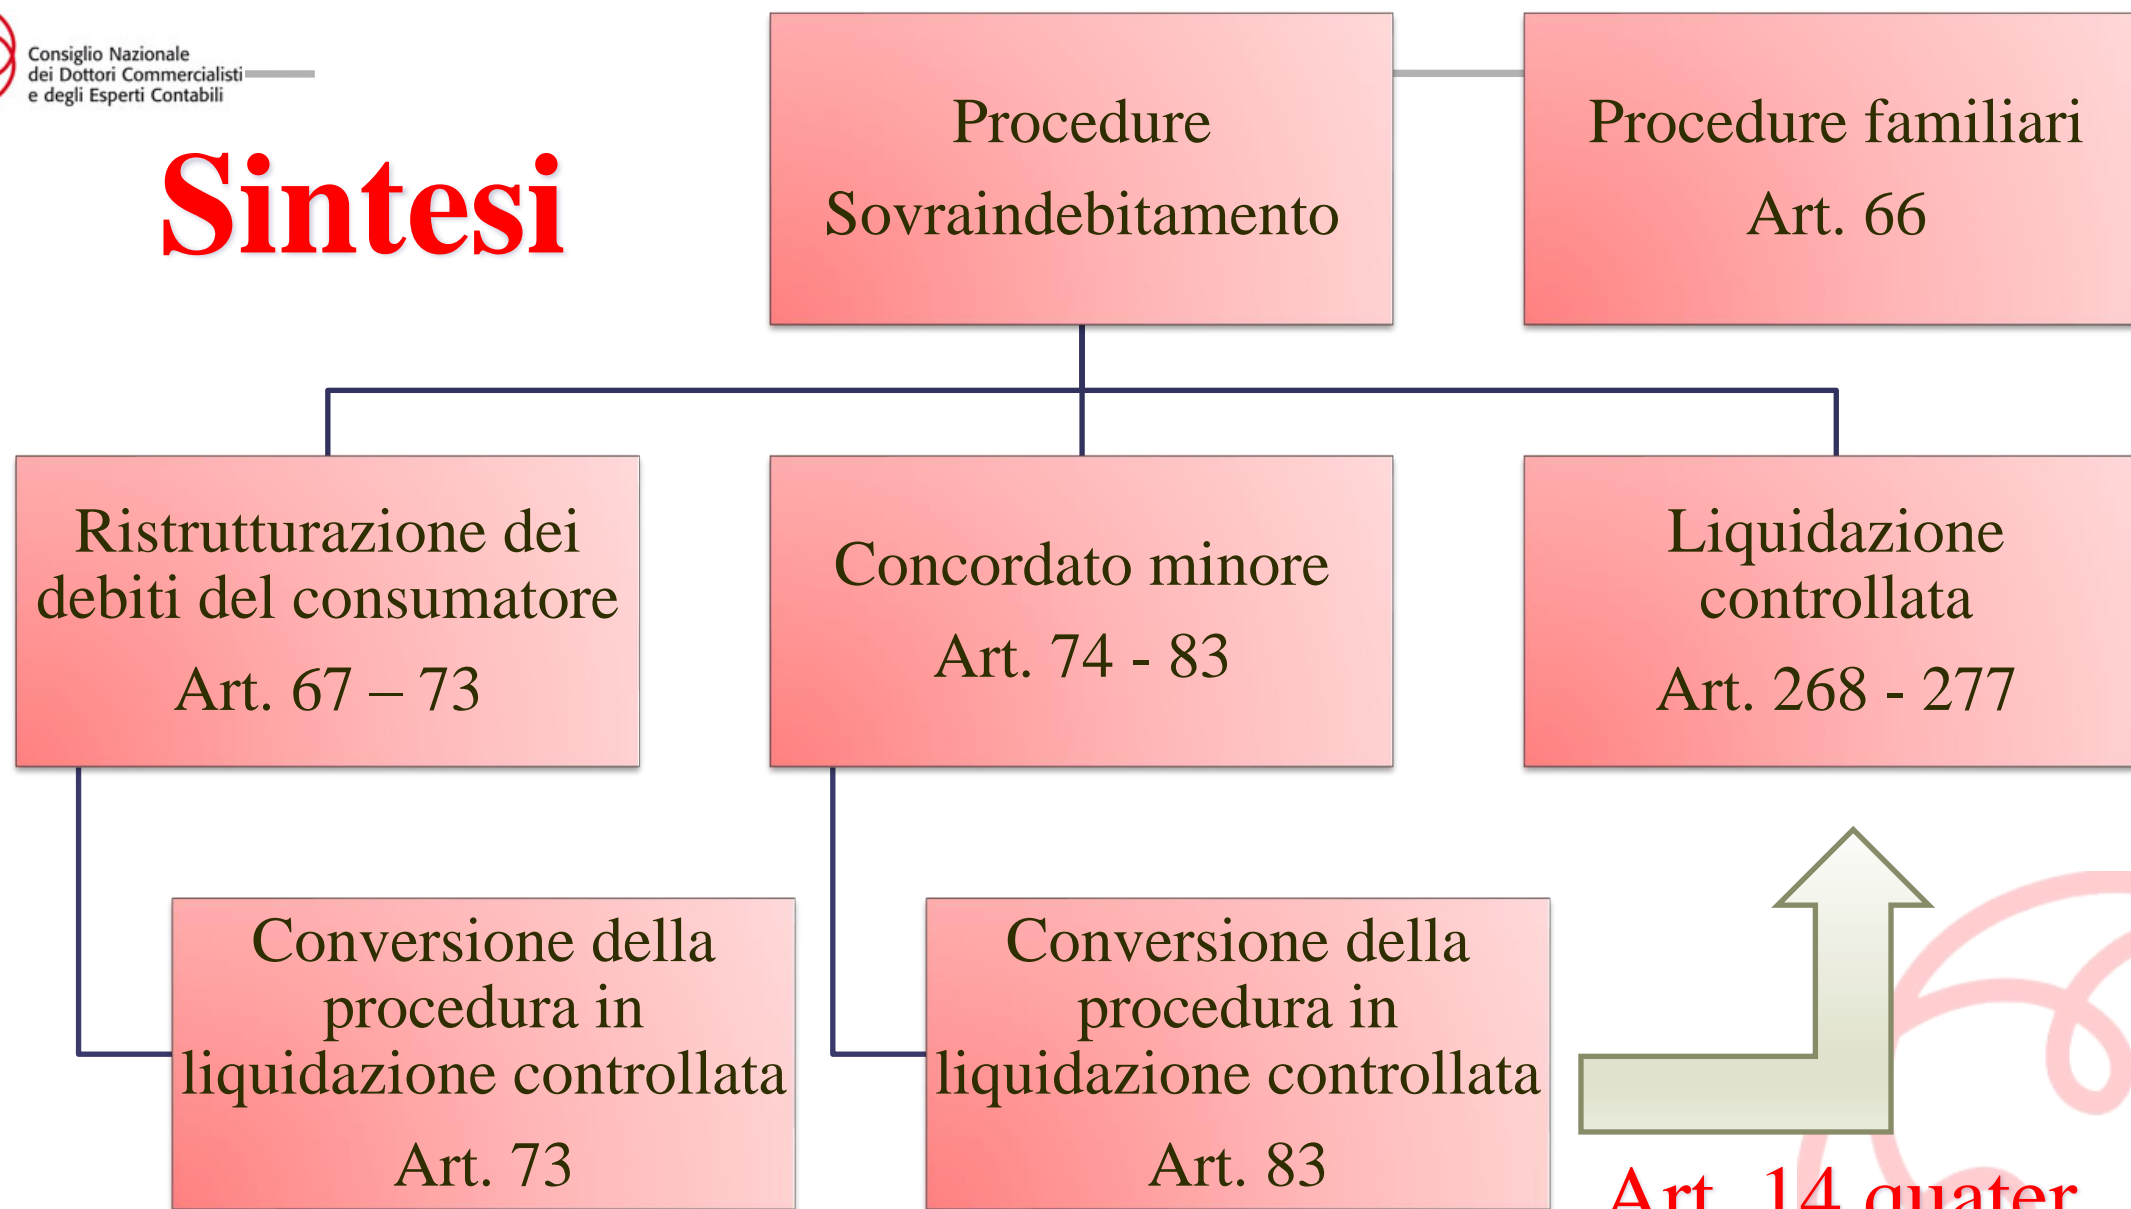 Consiglio Nazionale
dei Dottori Commercialisti
e degli Esperti Contabili
Sintesi
Procedure
Sovraindebitamento
Procedure familiari
Art. 66
Ristrutturazione dei
debiti del consumatore
Art. 67 – 73
Concordato minore
Art. 74 - 83
Liquidazione
controllata
Art. 268 - 277
Conversione della
procedura in
liquidazione controllata
Art. 73
Conversione della
procedura in
liquidazione controllata
Art. 83
Art. 14 quater